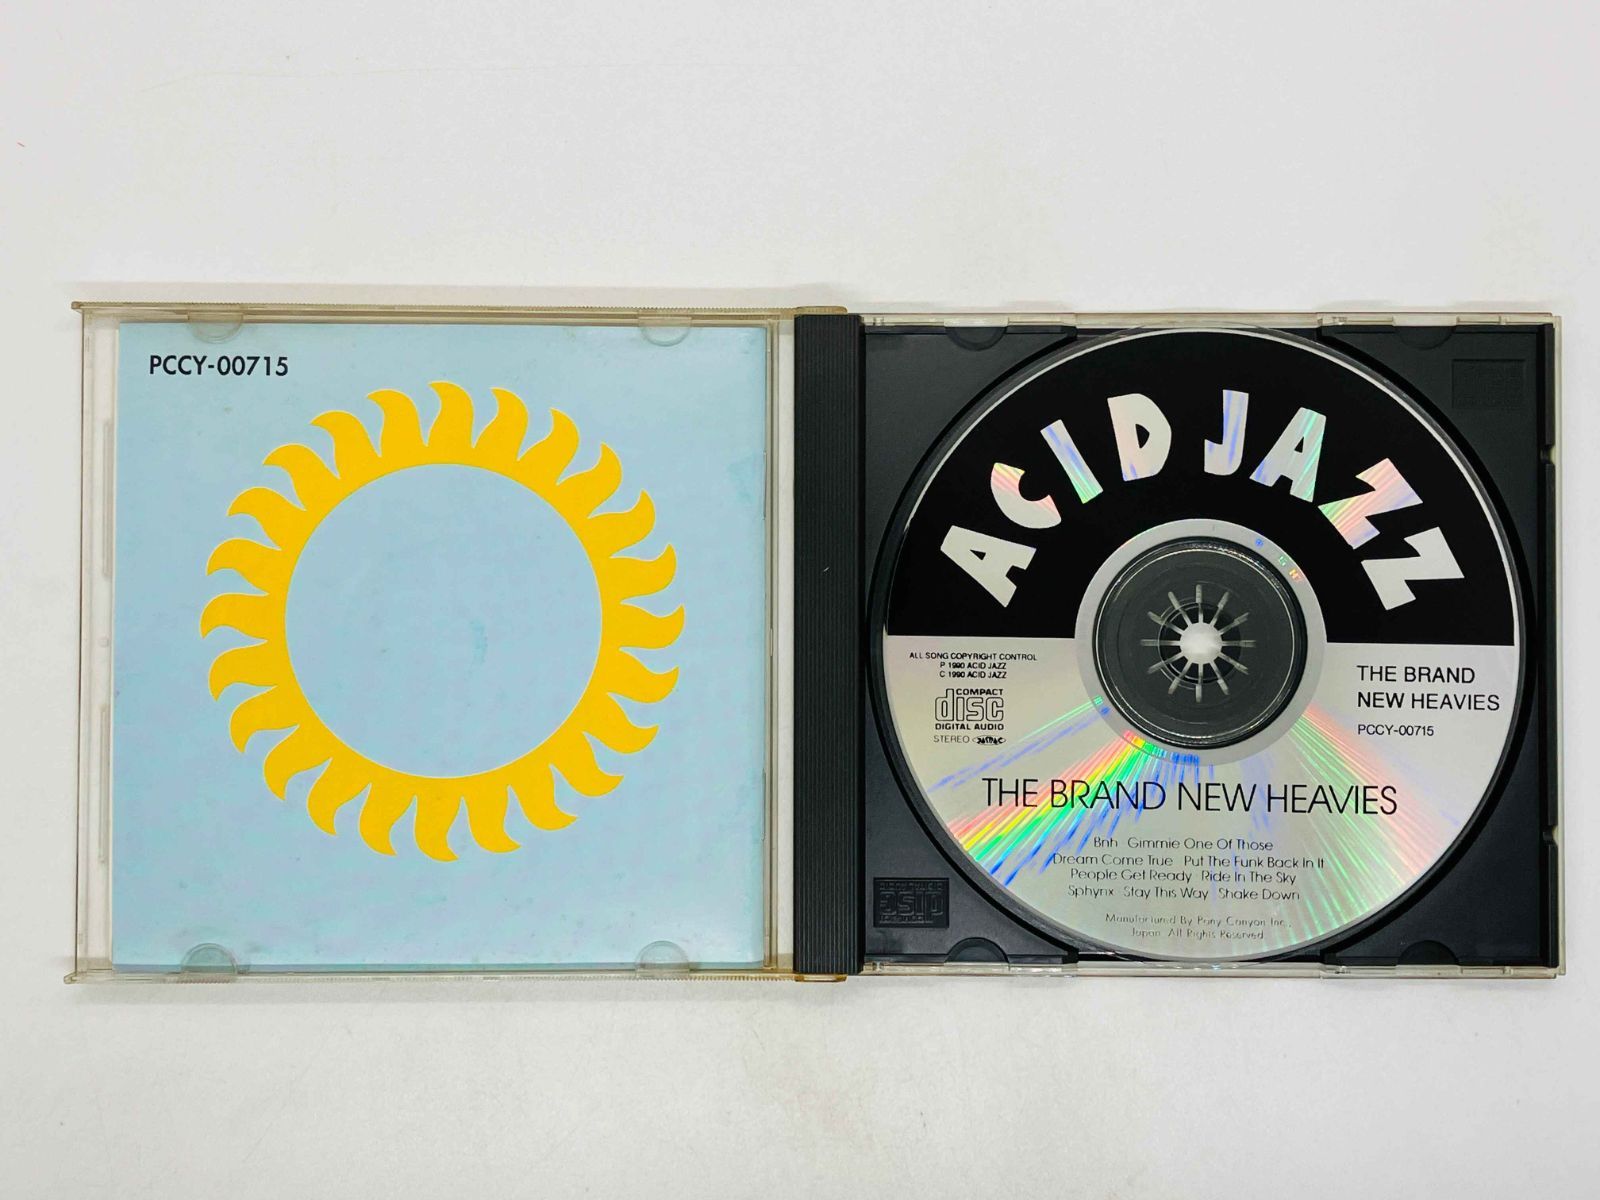 PCCY-00715
ACID JAZZ
ALL SONG COPYRIGHT CONTROL
P 1990 ACID JAZZ
C 1990 ACID JAZZ
COMPACT
disc
DIGITAL AUDIO
STEREO JASRAC
THE BRAND
NEW HEAVIES
PCCY-00715
THE BRAND NEW HEAVIES
Bnh · Gimmie One Of Those
Dream Come True · Put The Funk Back In It
People Get Ready · Ride In The Sky
Sphynx · Stay This Way · Shake Down
Manufactured By Pony Canyon Inc.,
Japan. All Rights Reserved